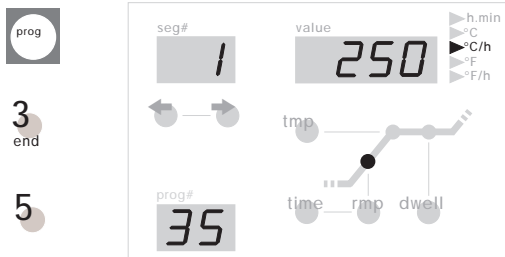 prog
3
end
5
seg#
1
value
250
h.min
°C
°C/h
°F
°F/h
tmp
time rmp dwell
prog#
35